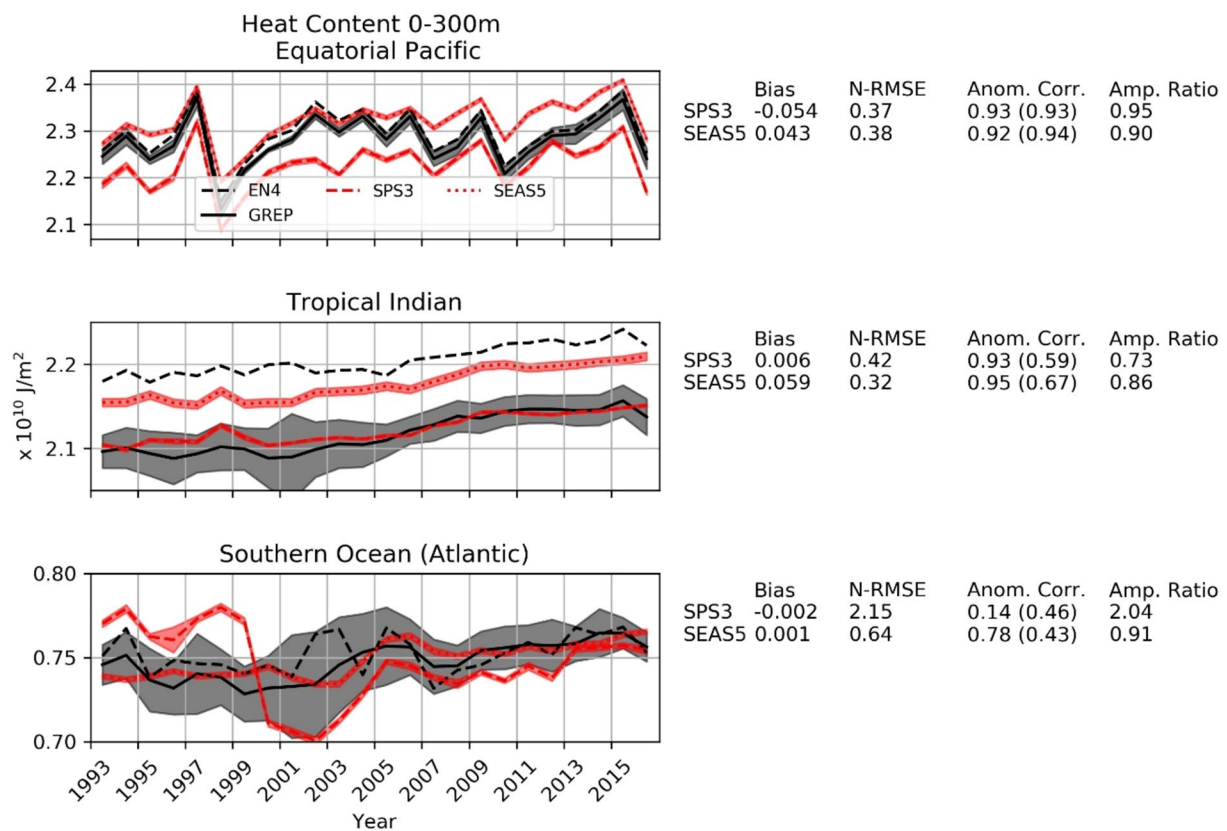 Heat Content 0-300m
Equatorial Pacific
2.4
2.3
2.2
2.1
EN4 SPS3 SEAS5
GREP
Bias N-RMSE Anom. Corr. Amp. Ratio
SPS3 -0.054 0.37 0.93 (0.93) 0.95
SEAS5 0.043 0.38 0.92 (0.94) 0.90
Tropical Indian
x 10^10 J/m^2
2.2
2.1
Bias N-RMSE Anom. Corr. Amp. Ratio
SPS3 0.006 0.42 0.93 (0.59) 0.73
SEAS5 0.059 0.32 0.95 (0.67) 0.86
Southern Ocean (Atlantic)
0.80
0.75
0.70
Bias N-RMSE Anom. Corr. Amp. Ratio
SPS3 -0.002 2.15 0.14 (0.46) 2.04
SEAS5 0.001 0.64 0.78 (0.43) 0.91
1993 1995 1997 1999 2001 2003 2005 2007 2009 2011 2013 2015
Year